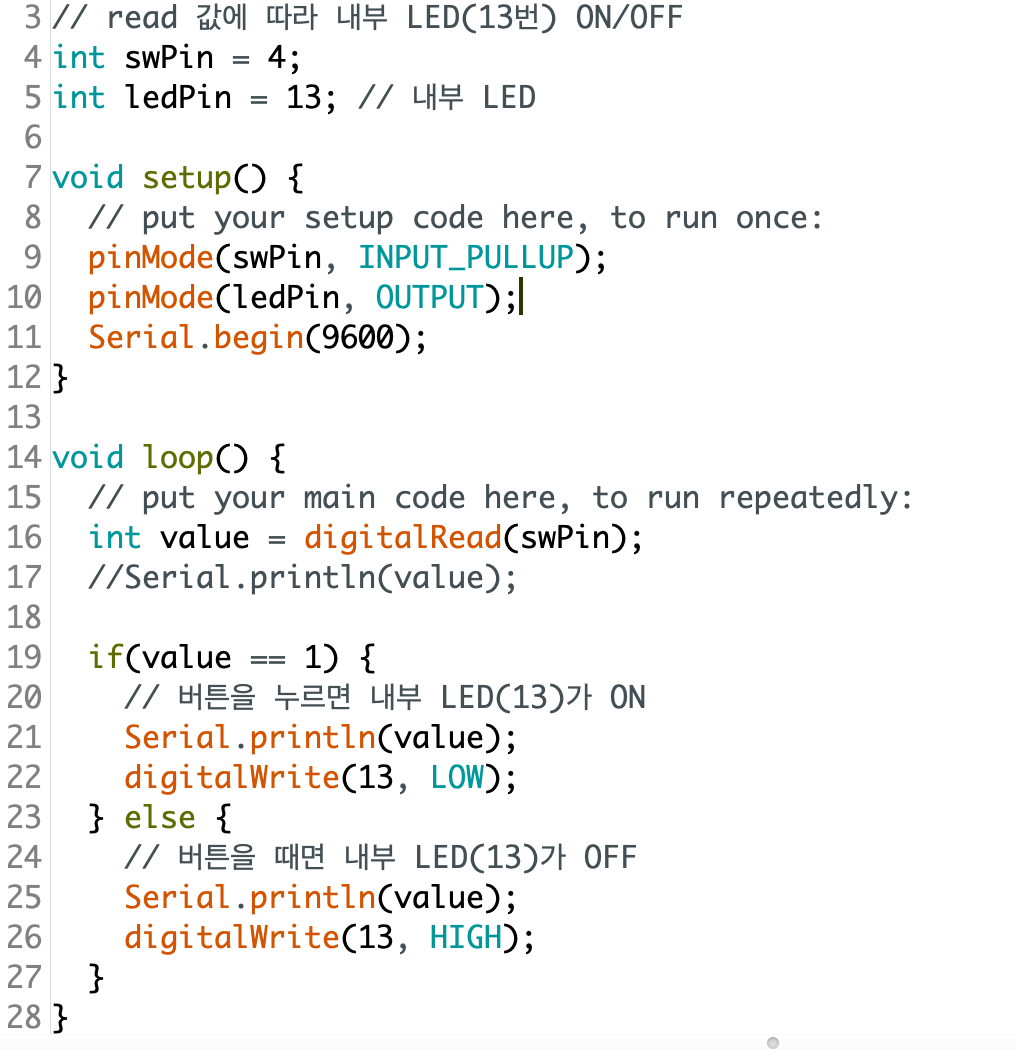 3 // read 값에 따라 내부 LED(13번) ON/OFF
4 int swPin = 4;
5 int ledPin = 13; // 내부 LED
6
7 void setup() {
8   // put your setup code here, to run once:
9   pinMode(swPin, INPUT_PULLUP);
10   pinMode(ledPin, OUTPUT);
11   Serial.begin(9600);
12 }
13
14 void loop() {
15   // put your main code here, to run repeatedly:
16   int value = digitalRead(swPin);
17   //Serial.println(value);
18
19   if(value == 1) {
20     // 버튼을 누르면 내부 LED(13)가 ON
21     Serial.println(value);
22     digitalWrite(13, LOW);
23   } else {
24     // 버튼을 때면 내부 LED(13)가 OFF
25     Serial.println(value);
26     digitalWrite(13, HIGH);
27   }
28 }